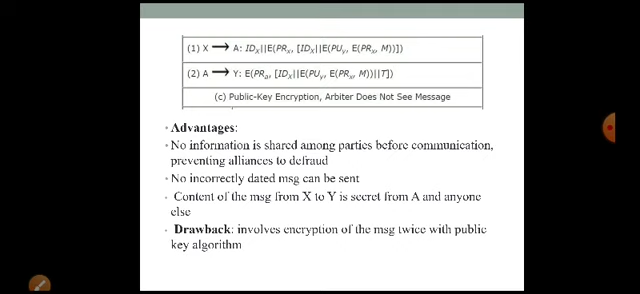 (1) X → A: IDX||E(PRx, [IDX||E(PUy, E(PRx, M))])
(2) A → Y: E(PRa, [IDX||E(PUy, E(PRx, M))||T])
(c) Public-Key Encryption, Arbiter Does Not See Message
• Advantages:
• No information is shared among parties before communication,
preventing alliances to defraud
• No incorrectly dated msg can be sent
• Content of the msg from X to Y is secret from A and anyone
else
• Drawback: involves encryption of the msg twice with public
key algorithm